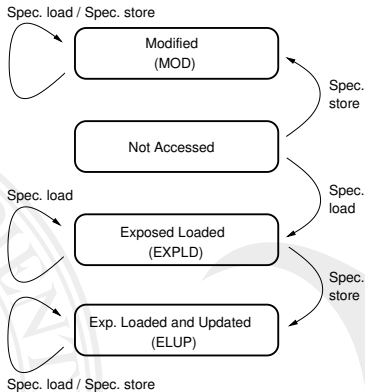 Spec. load / Spec. store
Modified
(MOD)
Spec.
store
Not Accessed
Spec.
load
Spec. load
Exposed Loaded
(EXPLD)
Spec.
store
Exp. Loaded and Updated
(ELUP)
Spec. load / Spec. store